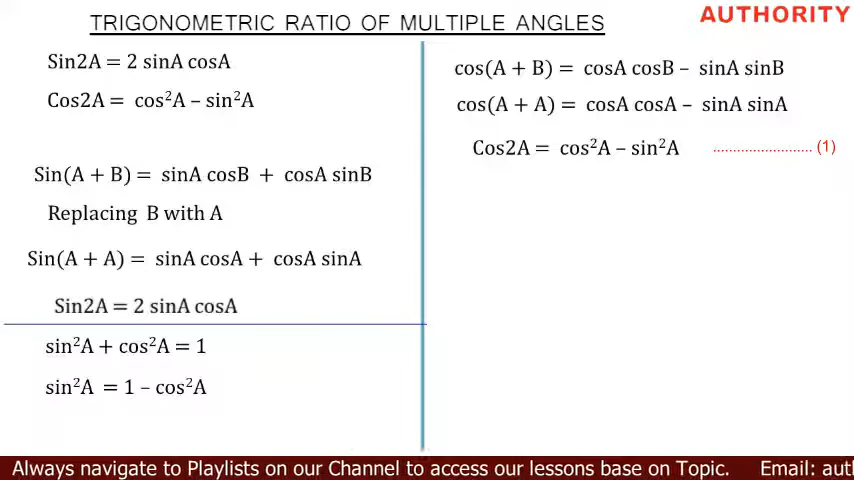 TRIGONOMETRIC RATIO OF MULTIPLE ANGLES
AUTHORITY
Sin2A = 2 sinA cosA
Cos2A = cos²A – sin²A
Sin(A + B) = sinA cosB + cosA sinB
Replacing B with A
Sin(A + A) = sinA cosA + cosA sinA
Sin2A = 2 sinA cosA
sin²A + cos²A = 1
sin²A = 1 – cos²A
cos(A + B) = cosA cosB – sinA sinB
cos(A + A) = cosA cosA – sinA sinA
Cos2A = cos²A – sin²A ......................... (1)
Always navigate to Playlists on our Channel to access our lessons base on Topic. Email: aut